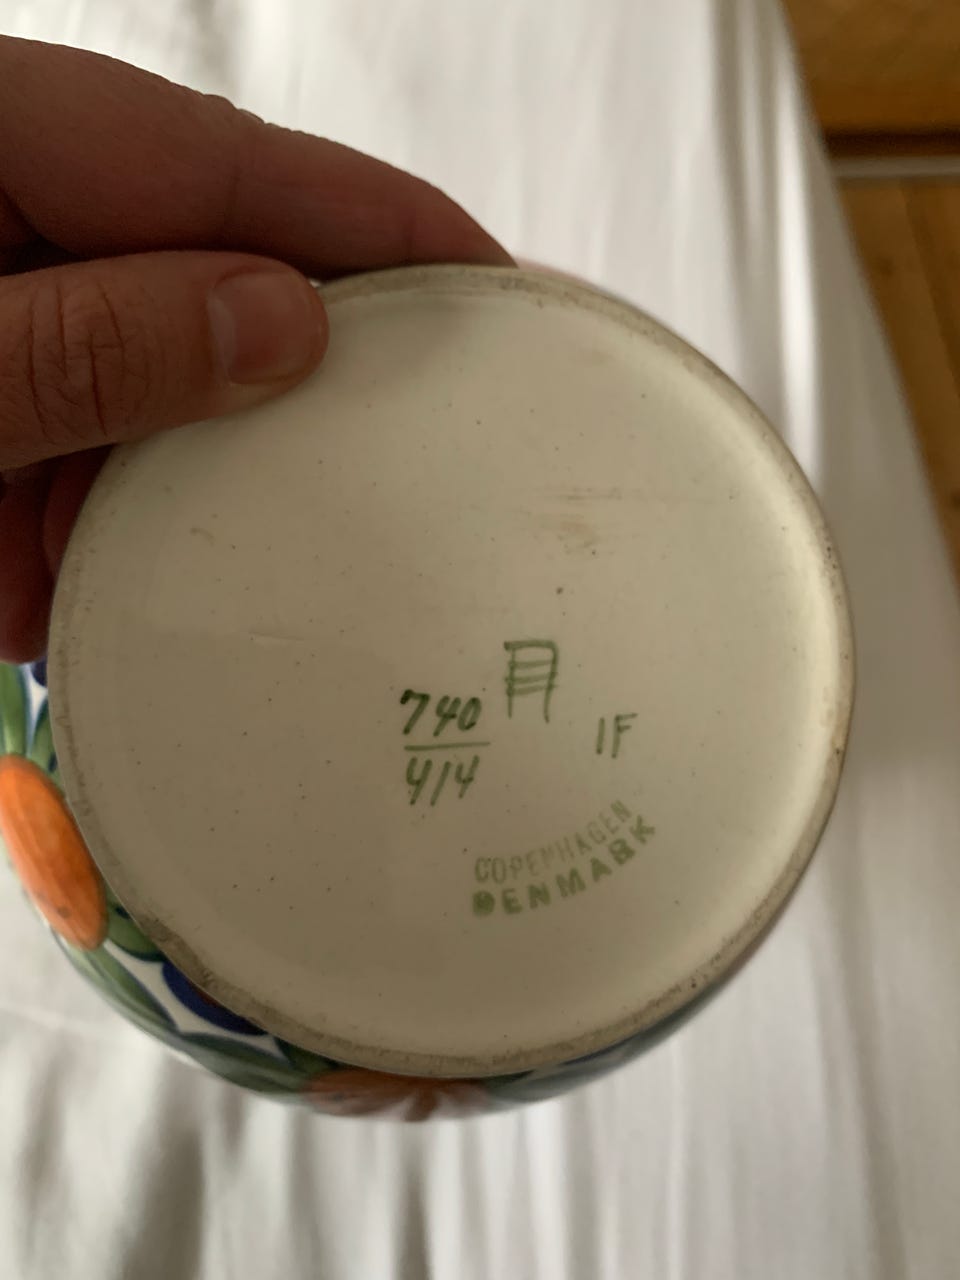 740
414
IF
COPENHAGEN
DENMARK